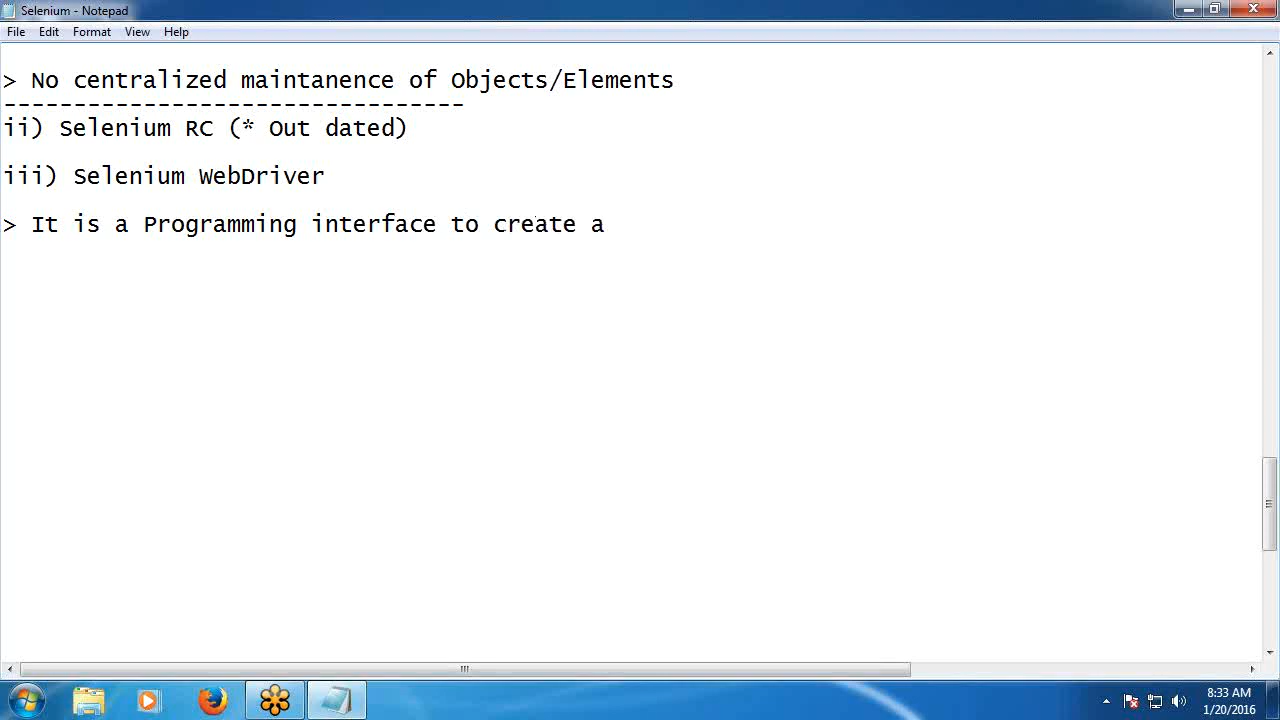 Selenium - Notepad
File Edit Format View Help
> No centralized maintanence of Objects/Elements
---------------------------------
ii) Selenium RC (* Out dated)
iii) Selenium WebDriver
> It is a Programming interface to create a
8:33 AM
1/20/2016